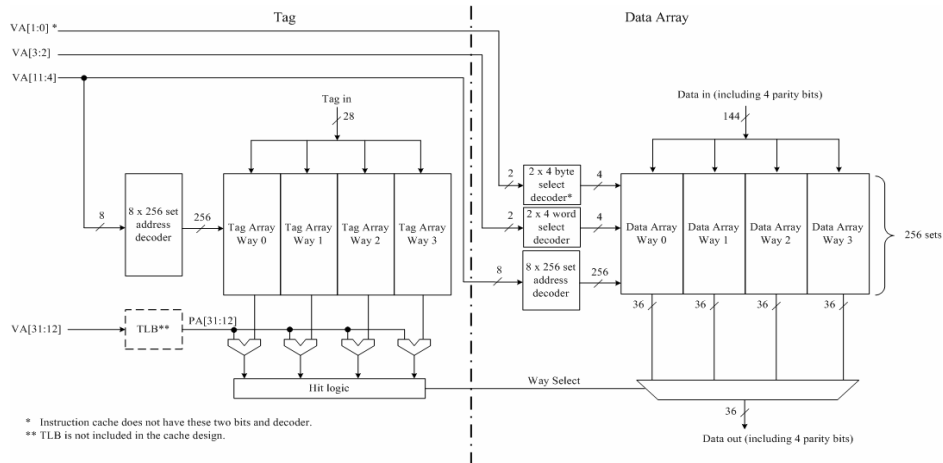 Tag
Data Array
VA[1:0] *
VA[3:2]
VA[11:4]
Tag in
28
Data in (including 4 parity bits)
144
8
8 x 256 set
address
decoder
256
Tag Array
Way 0
Tag Array
Way 1
Tag Array
Way 2
Tag Array
Way 3
2
2 x 4 byte
select
decoder*
4
2
2 x 4 word
select
decoder
4
8
8 x 256 set
address
decoder
256
Data Array
Way 0
Data Array
Way 1
Data Array
Way 2
Data Array
Way 3
256 sets
36
36
36
36
VA[31:12]
TLB**
PA[31:12]
Hit logic
Way Select
36
Data out (including 4 parity bits)
* Instruction cache does not have these two bits and decoder.
** TLB is not included in the cache design.